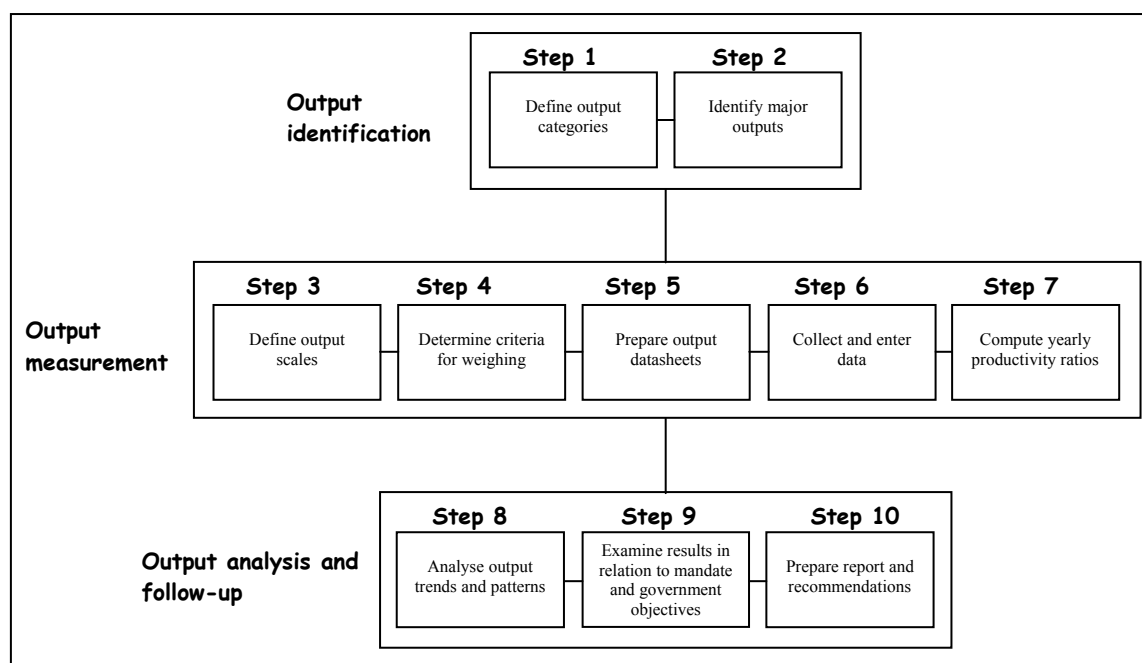 Step 1
Step 2
Output
identification
Define output
categories
Identify major
outputs
Step 3
Step 4
Step 5
Step 6
Step 7
Output
measurement
Define output
scales
Determine criteria
for weighing
Prepare output
datasheets
Collect and enter
data
Compute yearly
productivity ratios
Step 8
Step 9
Step 10
Output analysis and
follow-up
Analyse output
trends and patterns
Examine results in
relation to mandate
and government
objectives
Prepare report and
recommendations